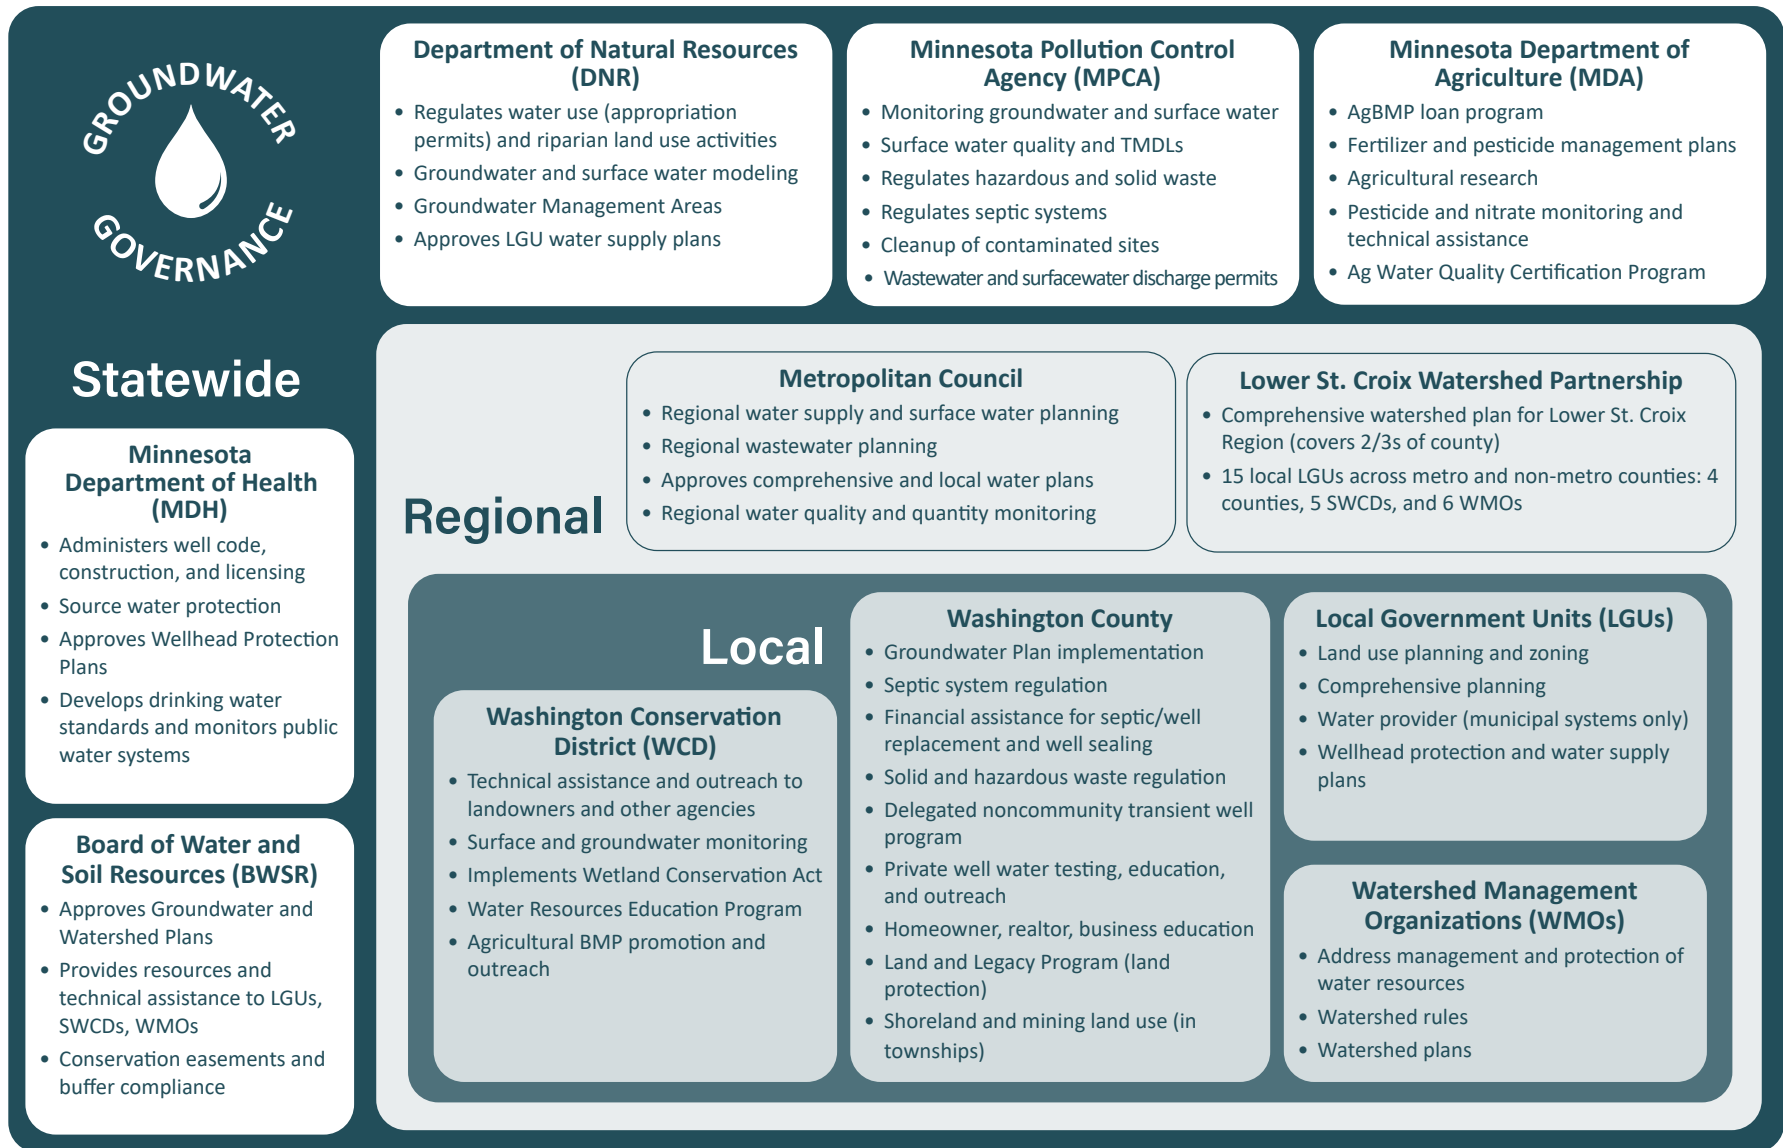 GROUNDWATER
GOVERNANCE
Statewide
Department of Natural Resources
(DNR)
• Regulates water use (appropriation
permits) and riparian land use activities
• Groundwater and surface water modeling
• Groundwater Management Areas
• Approves LGU water supply plans
Minnesota Pollution Control
Agency (MPCA)
• Monitoring groundwater and surface water
• Surface water quality and TMDLs
• Regulates hazardous and solid waste
• Regulates septic systems
• Cleanup of contaminated sites
• Wastewater and surfacewater discharge permits
Minnesota Department of
Agriculture (MDA)
• AgBMP loan program
• Fertilizer and pesticide management plans
• Agricultural research
• Pesticide and nitrate monitoring and
technical assistance
• Ag Water Quality Certification Program
Minnesota
Department of Health
(MDH)
• Administers well code,
construction, and licensing
• Source water protection
• Approves Wellhead Protection
Plans
• Develops drinking water
standards and monitors public
water systems
Board of Water and
Soil Resources (BWSR)
• Approves Groundwater and
Watershed Plans
• Provides resources and
technical assistance to LGUs,
SWCDs, WMOs
• Conservation easements and
buffer compliance
Regional
Metropolitan Council
• Regional water supply and surface water planning
• Regional wastewater planning
• Approves comprehensive and local water plans
• Regional water quality and quantity monitoring
Lower St. Croix Watershed Partnership
• Comprehensive watershed plan for Lower St. Croix
Region (covers 2/3s of county)
• 15 local LGUs across metro and non-metro counties: 4
counties, 5 SWCDs, and 6 WMOs
Local
Washington Conservation
District (WCD)
• Technical assistance and outreach to
landowners and other agencies
• Surface and groundwater monitoring
• Implements Wetland Conservation Act
• Water Resources Education Program
• Agricultural BMP promotion and
outreach
Washington County
• Groundwater Plan implementation
• Septic system regulation
• Financial assistance for septic/well
replacement and well sealing
• Solid and hazardous waste regulation
• Delegated noncommunity transient well
program
• Private well water testing, education,
and outreach
• Homeowner, realtor, business education
• Land and Legacy Program (land
protection)
• Shoreland and mining land use (in
townships)
Local Government Units (LGUs)
• Land use planning and zoning
• Comprehensive planning
• Water provider (municipal systems only)
• Wellhead protection and water supply
plans
Watershed Management
Organizations (WMOs)
• Address management and protection of
water resources
• Watershed rules
• Watershed plans